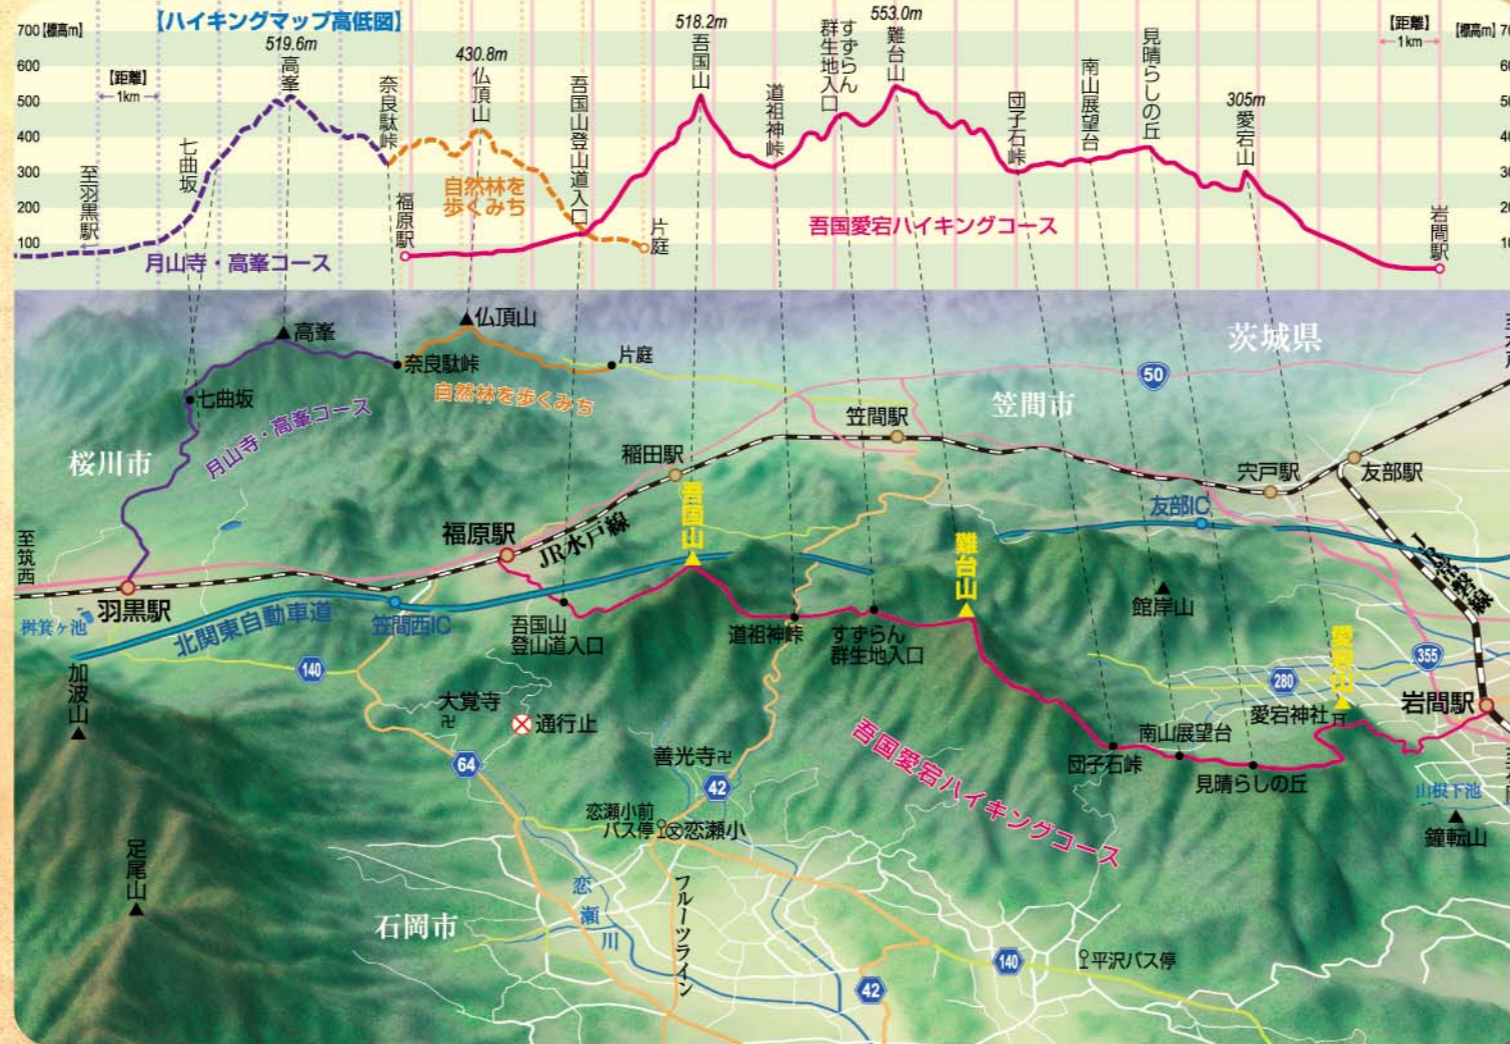 【ハイキングマップ高低図】
700【標高m】
600
500
400
300
200
100
【距離】
1km
519.6m
高峯
430.8m
仏頂山
518.2m
吾国山
553.0m
難台山
305m
愛宕山
至羽黒駅
七曲坂
奈良駄峠
福原駅
吾国山登山道入口
片庭
道祖神峠
すずらん
群生地入口
団子石峠
南山展望台
見晴らしの丘
岩間駅
【距離】
1km
【標高m】
月山寺・高峯コース
自然林を
歩くみち
吾国愛宕ハイキングコース
茨城県
高峯
仏頂山
奈良駄峠
片庭
七曲坂
月山寺・高峯コース
自然林を歩くみち
50
笠間市
笠間駅
桜川市
稲田駅
宍戸駅
友部駅
友部IC
吾国山
福原駅
JR水戸線
JR常磐線
至筑西
難台山
羽黒駅
桝箕ヶ池
北関東自動車道
笠間西IC
吾国山
登山道入口
道祖神峠
すずらん
群生地入口
館岸山
愛宕山
355
280
140
加波山
大覚寺
通行止
愛宕神社
岩間駅
64
善光寺
42
吾国愛宕ハイキングコース
団子石峠
南山展望台
見晴らしの丘
山根下池
鐘転山
恋瀬小前
バス停
恋瀬小
足尾山
恋瀬川
フルーツライン
石岡市
140
平沢バス停
42